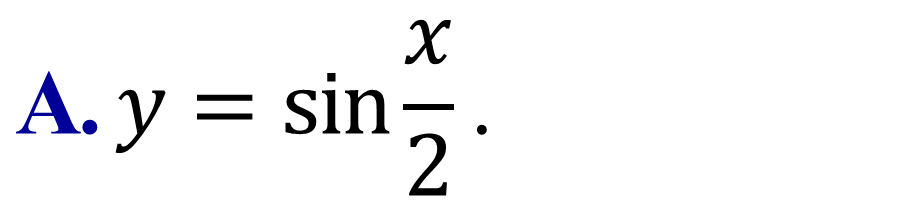 A. y = sin x/2 .